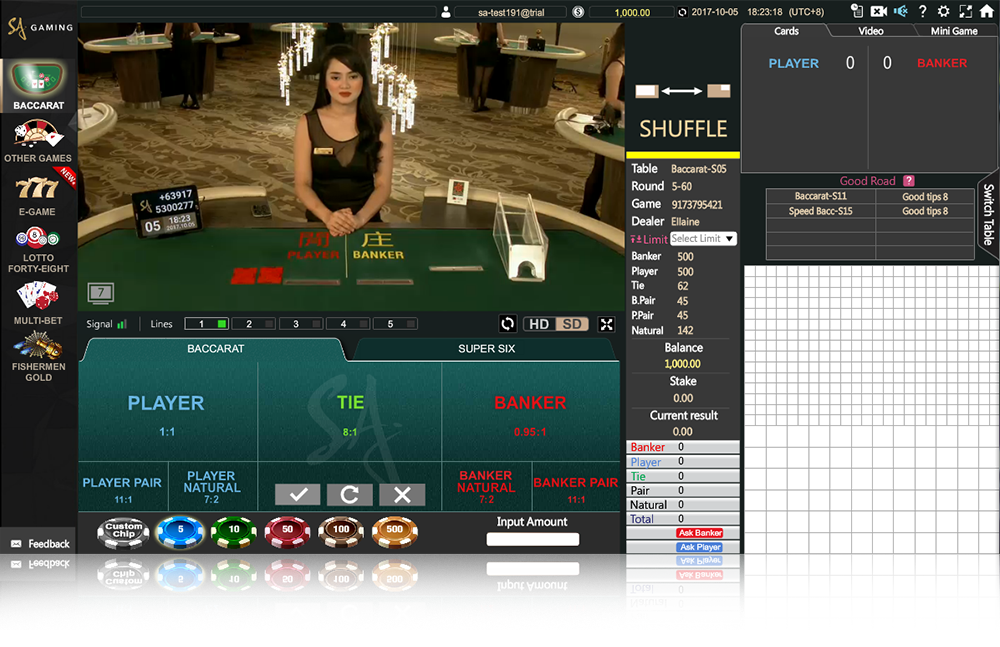 SA GAMING
sa-test191@trial
1,000.00
2017-10-05 18:23:18 (UTC+8)
BACCARAT
OTHER GAMES
NEW
777
E-GAME
8
LOTTO
FORTY-EIGHT
MULTI-BET
FISHERMEN
GOLD
Feedback
SA
+63917
5300277
05
18:23
2017.10.05
閒
PLAYER
庄
BANKER
7
Signal
Lines
1
2
3
4
5
HD
SD
BACCARAT
SUPER SIX
PLAYER
1:1
TIE
8:1
BANKER
0.95:1
SA
PLAYER PAIR
11:1
PLAYER
NATURAL
7:2
BANKER
NATURAL
7:2
BANKER PAIR
11:1
Custom
Chip
5
10
50
100
500
Input Amount
SHUFFLE
Table Baccarat-S05
Round 5-60
Game 9173795421
Dealer Ellaine
Limit Select Limit
Banker 500
Player 500
Tie 62
B.Pair 45
P.Pair 45
Natural 142
Balance
1,000.00
Stake
0.00
Current result
0.00
Banker 0
Player 0
Tie 0
Pair 0
Natural 0
Total 0
Ask Banker
Ask Player
Cards
Video
Mini Game
PLAYER 0 0 BANKER
Good Road ?
Baccarat-S11 Good tips 8
Speed Bacc-S15 Good tips 8
Switch Table